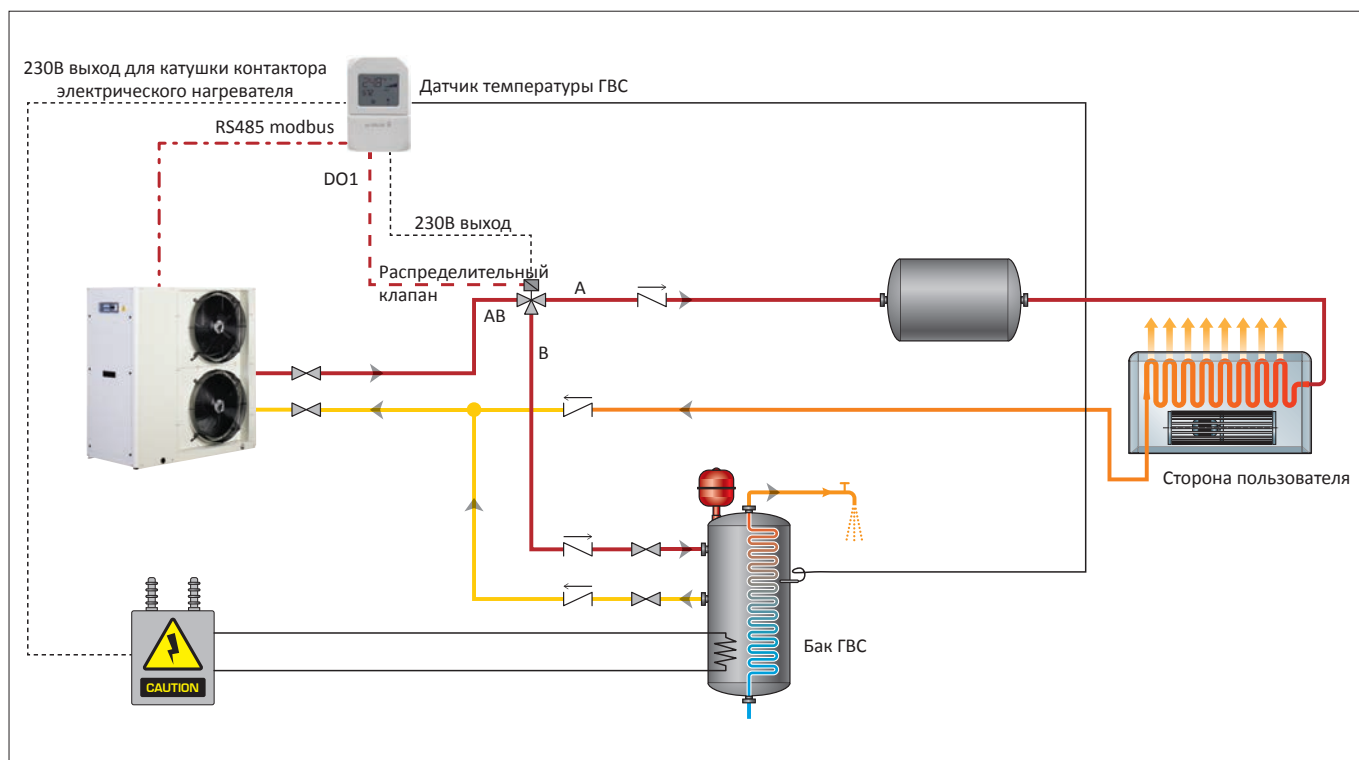 230В выход для катушки контактора
электрического нагревателя
Датчик температуры ГВС
RS485 modbus
DO1
230В выход
Распределительный
клапан
A
AB
B
Сторона пользователя
Бак ГВС
CAUTION